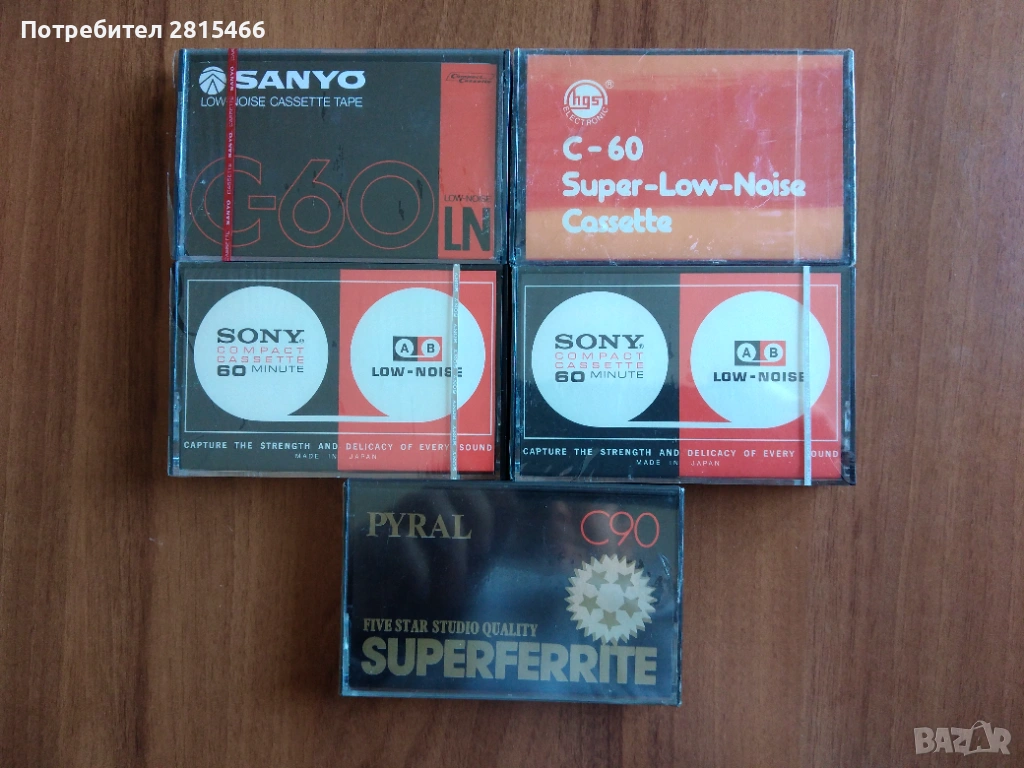 Потребител 2815466
SANYO
LOW NOISE CASSETTE TAPE
Compact Cassette
C-60
LOW-NOISE
LN
hgs
ELECTRONIC
C-60
Super-Low-Noise
Cassette
SONY
COMPACT
CASSETTE
60 MINUTE
A B
LOW-NOISE
CAPTURE THE STRENGTH AND DELICACY OF EVERY SOUND
MADE IN JAPAN
SONY
COMPACT
CASSETTE
60 MINUTE
A B
LOW-NOISE
CAPTURE THE STRENGTH AND DELICACY OF EVERY SOUND
MADE IN JAPAN
PYRAL
C90
FIVE STAR STUDIO QUALITY
SUPERFERRITE
BAZAR